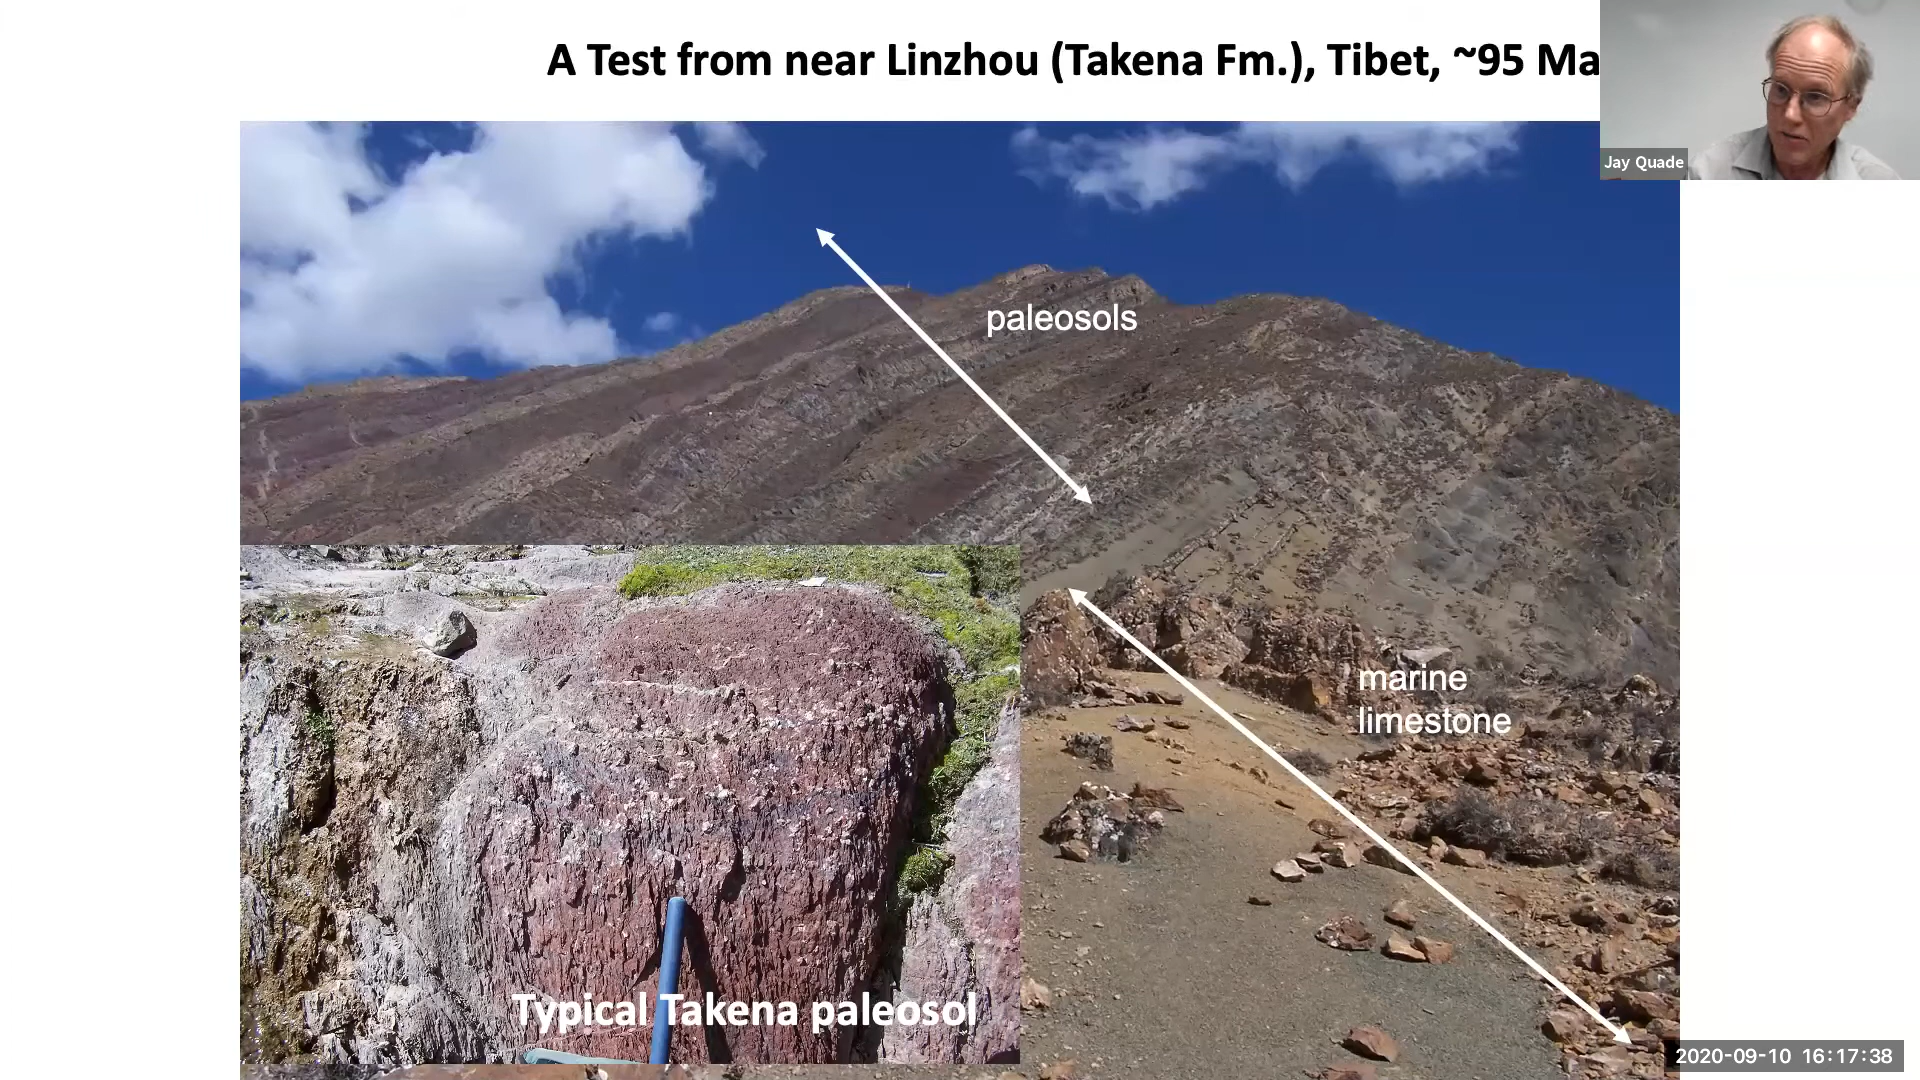 A Test from near Linzhou (Takena Fm.), Tibet, ~95 Ma
Jay Quade
paleosols
marine
limestone
Typical Takena paleosol
2020-09-10 16:17:38